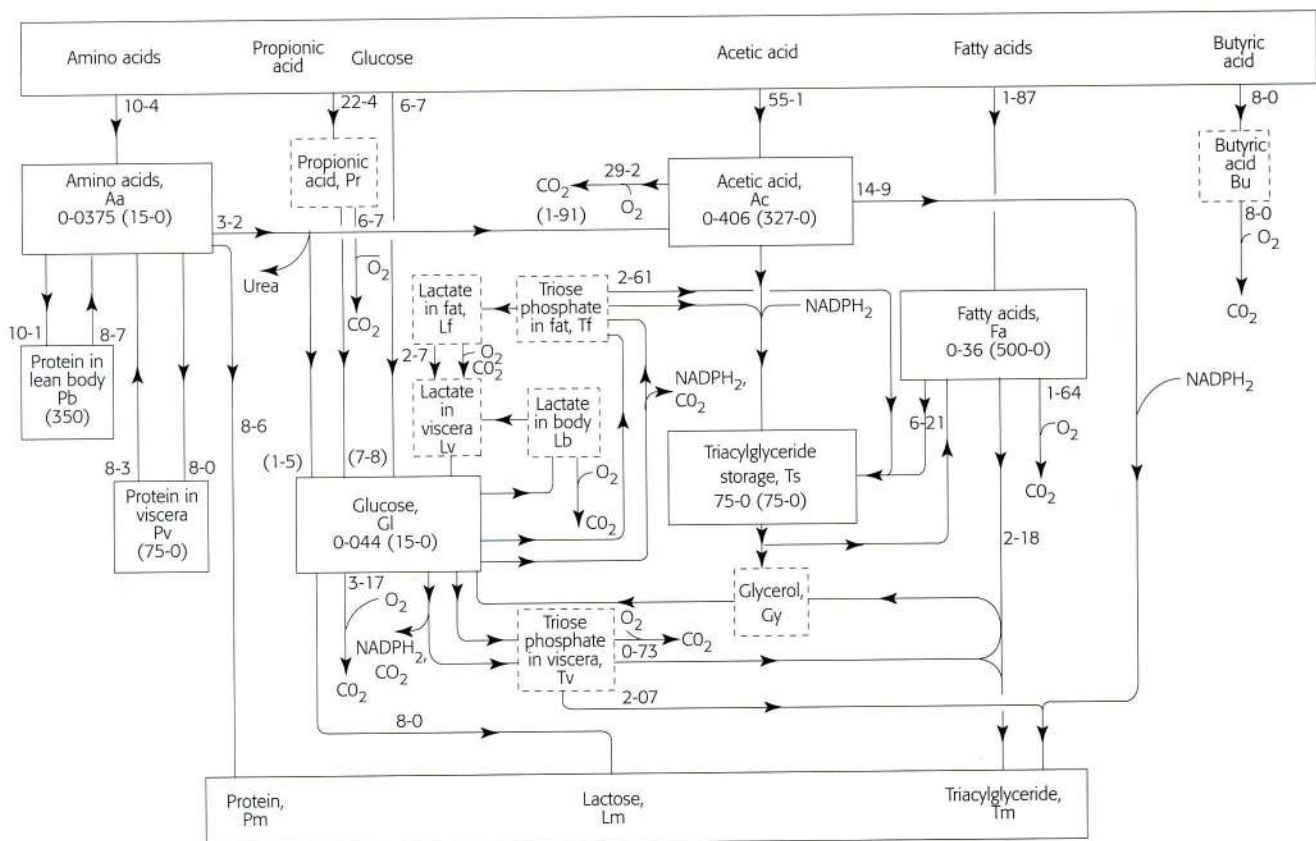 Amino acids
Propionic
acid
Glucose
Acetic acid
Fatty acids
Butyric
acid
10-4
22-4
6-7
55-1
1-87
8-0
Amino acids,
Aa
0-0375 (15-0)
Propionic
acid, Pr
CO2
29-2
O2
(1-91)
Acetic acid,
Ac
0-406 (327-0)
14-9
Butyric
acid
Bu
3-2
6-7
8-0
O2
CO2
Urea
O2
CO2
Lactate
in fat,
Lf
Triose
phosphate
in fat, Tf
2-61
NADPH2
Fatty acids,
Fa
0-36 (500-0)
10-1
8-7
2-7
O2
CO2
NADPH2,
CO2
NADPH2
Protein in
lean body
Pb
(350)
Lactate
in
viscera
Lv
Lactate
in body
Lb
6-21
1-64
O2
CO2
8-6
8-3
8-0
(1-5)
(7-8)
O2
CO2
Triacylglyceride
storage, Ts
75-0 (75-0)
Protein in
viscera
Pv
(75-0)
Glucose,
Gl
0-044 (15-0)
2-18
3-17
O2
CO2
NADPH2,
CO2
Glycerol,
Gy
Triose
phosphate
in viscera,
Tv
O2
0-73
CO2
2-07
8-0
Protein,
Pm
Lactose,
Lm
Triacylglyceride,
Tm